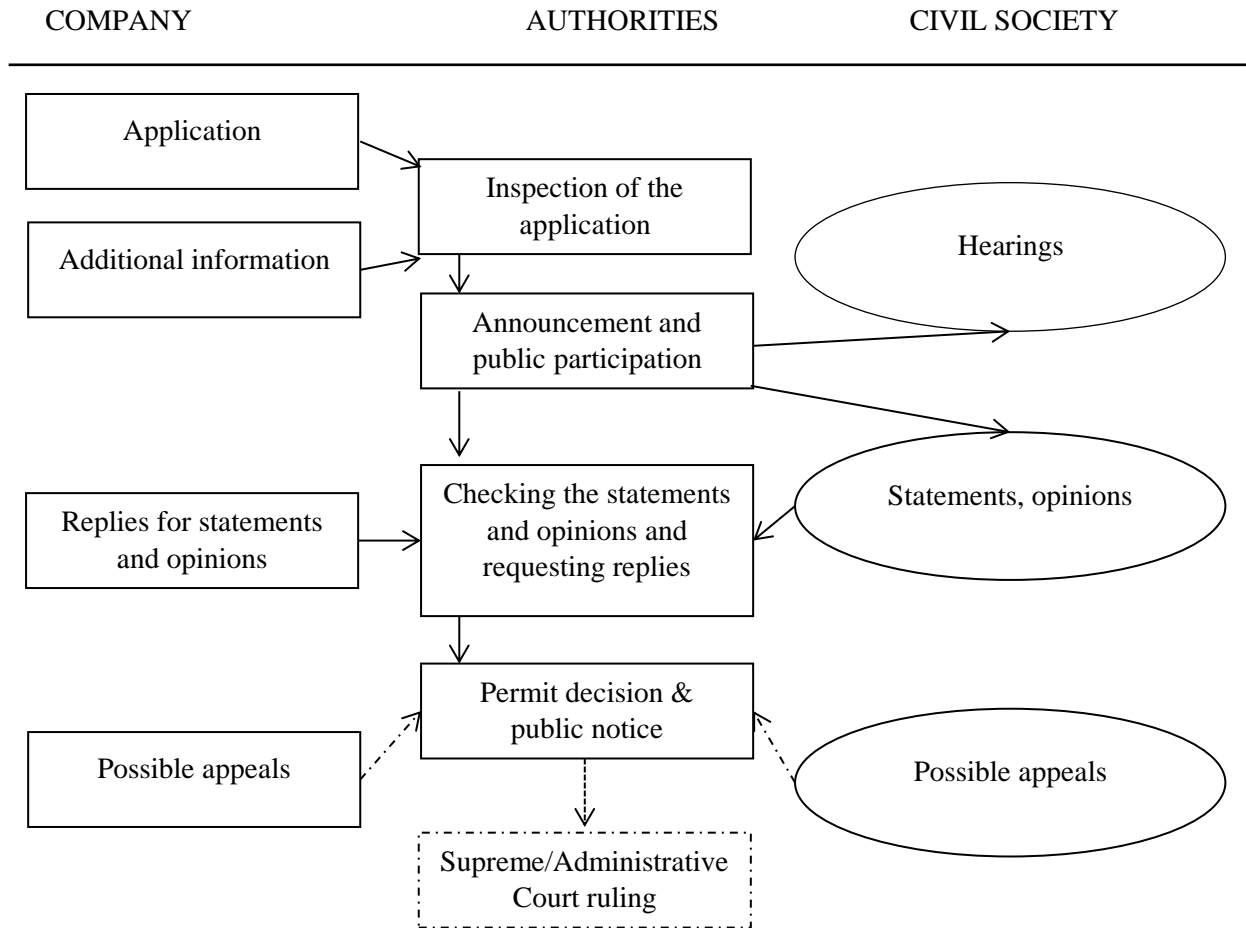 COMPANY AUTHORITIES CIVIL SOCIETY
Application
Inspection of the
application
Additional information
Hearings
Announcement and
public participation
Replies for statements
and opinions
Checking the statements
and opinions and
requesting replies
Statements, opinions
Permit decision &
public notice
Possible appeals
Possible appeals
Supreme/Administrative
Court ruling